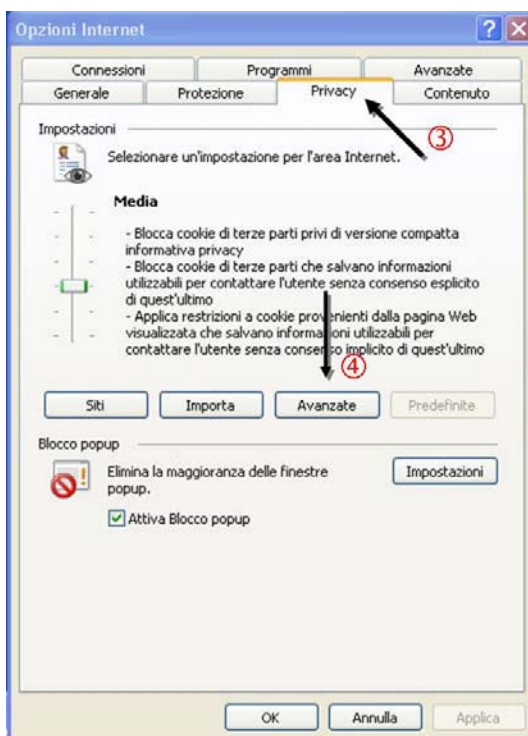 Opzioni Internet
Connessioni Programmi Avanzate
Generale Protezione Privacy Contenuto
③
Impostazioni
Selezionare un'impostazione per l'area Internet.
Media
- Blocca cookie di terze parti privi di versione compatta
informativa privacy
- Blocca cookie di terze parti che salvano informazioni
utilizzabili per contattare l'utente senza consenso esplicito
di quest'ultimo
- Applica restrizioni a cookie provenienti dalla pagina Web
visualizzata che salvano informazioni utilizzabili per
contattare l'utente senza consenso implicito di quest'ultimo
④
Siti Importa Avanzate Predefinite
Blocco popup
Elimina la maggioranza delle finestre
popup.
Impostazioni
Attiva Blocco popup
OK Annulla Applica